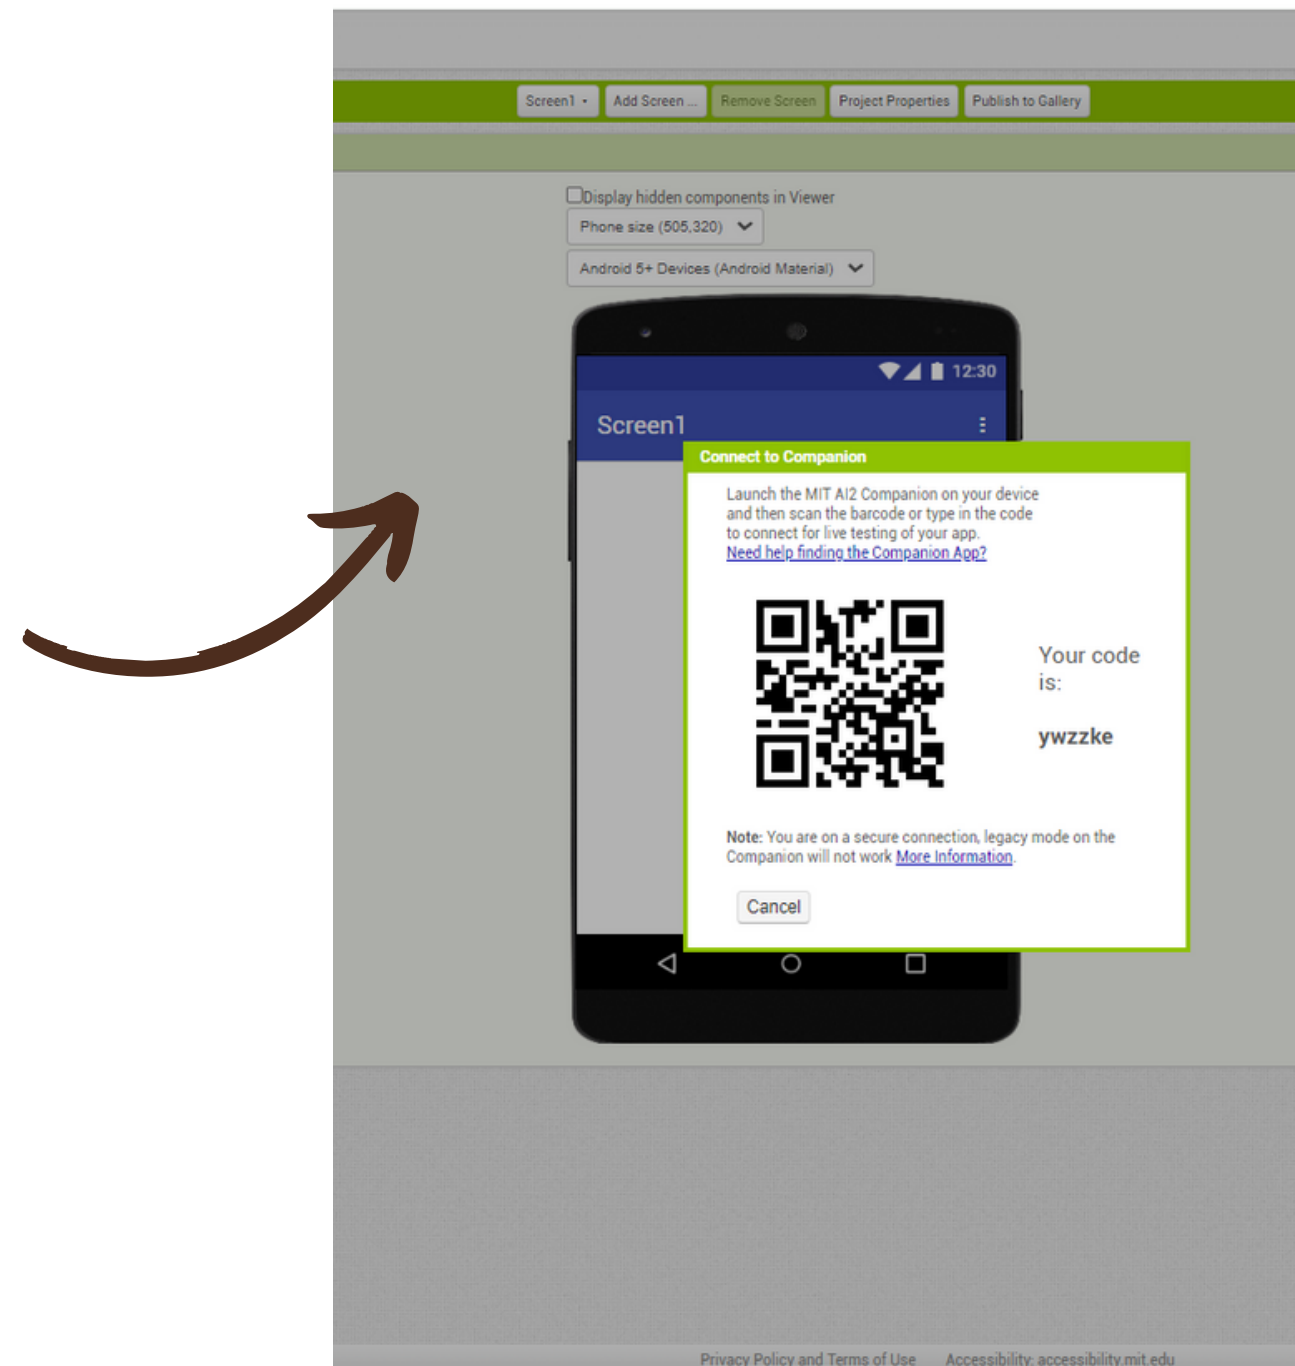 Screen1 Add Screen ... Remove Screen Project Properties Publish to Gallery
Display hidden components in Viewer
Phone size (505,320)
Android 5+ Devices (Android Material)
12:30
Screen1
Connect to Companion
Launch the MIT AI2 Companion on your device
and then scan the barcode or type in the code
to connect for live testing of your app.
Need help finding the Companion App?
Your code
is:
ywzzke
Note: You are on a secure connection, legacy mode on the
Companion will not work More Information.
Cancel
Privacy Policy and Terms of Use Accessibility: accessibility.mit.edu